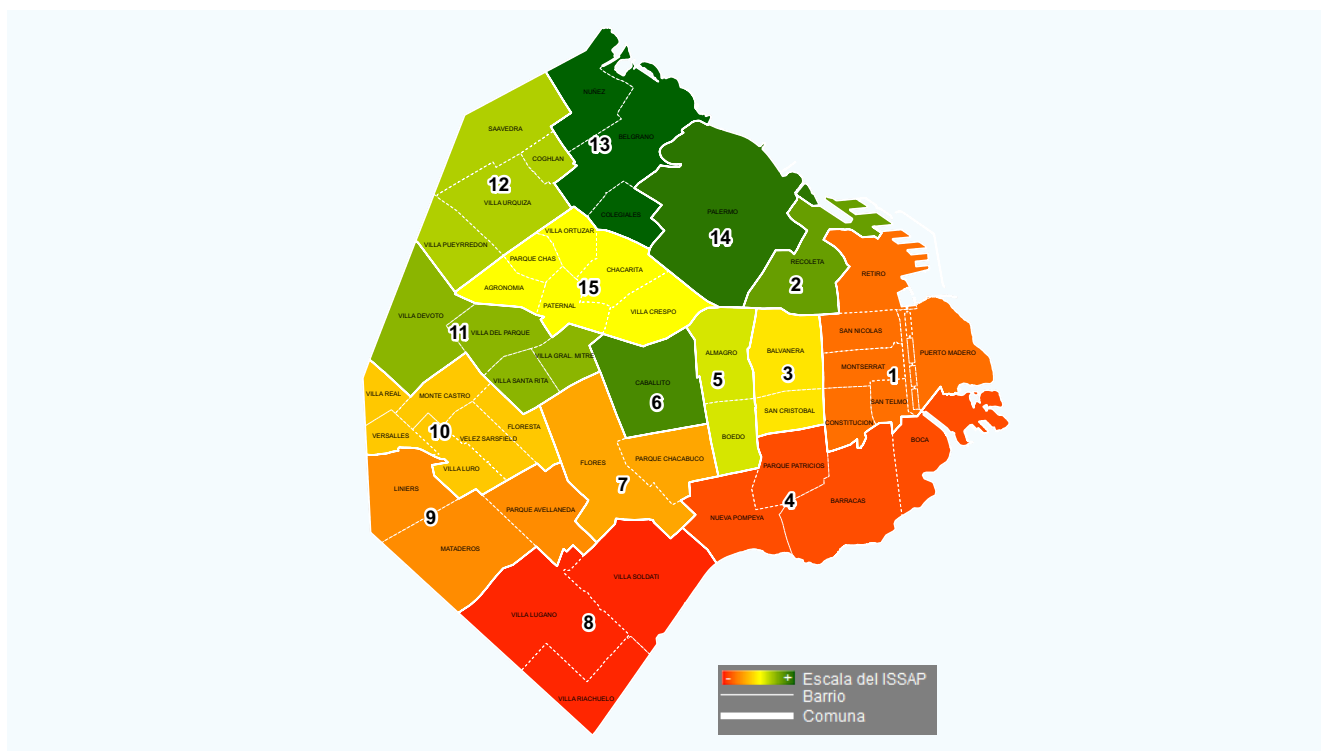 NUÑEZ
SAAVEDRA
BELGRANO
13
COGHLAN
12
VILLA URQUIZA
COLEGIALES
PALERMO
VILLA ORTUZAR
14
VILLA PUEYRREDON
PARQUE CHAS
RECOLETA
CHACARITA
RETIRO
2
AGRONOMIA
15
PATERNAL
VILLA CRESPO
VILLA DEVOTO
11
VILLA DEL PARQUE
SAN NICOLAS
ALMAGRO
BALVANERA
PUERTO MADERO
VILLA GRAL. MITRE
MONTSERRAT
3
1
5
VILLA SANTA RITA
CABALLITO
VILLA REAL
MONTE CASTRO
6
SAN TELMO
SAN CRISTOBAL
CONSTITUCION
FLORESTA
10
VERSALLES
VELEZ SARSFIELD
BOEDO
BOCA
PARQUE CHACABUCO
FLORES
VILLA LURO
PARQUE PATRICIOS
7
LINIERS
4
BARRACAS
PARQUE AVELLANEDA
9
NUEVA POMPEYA
MATADEROS
VILLA SOLDATI
VILLA LUGANO
8
VILLA RIACHUELO
- + Escala del ISSAP
Barrio
Comuna